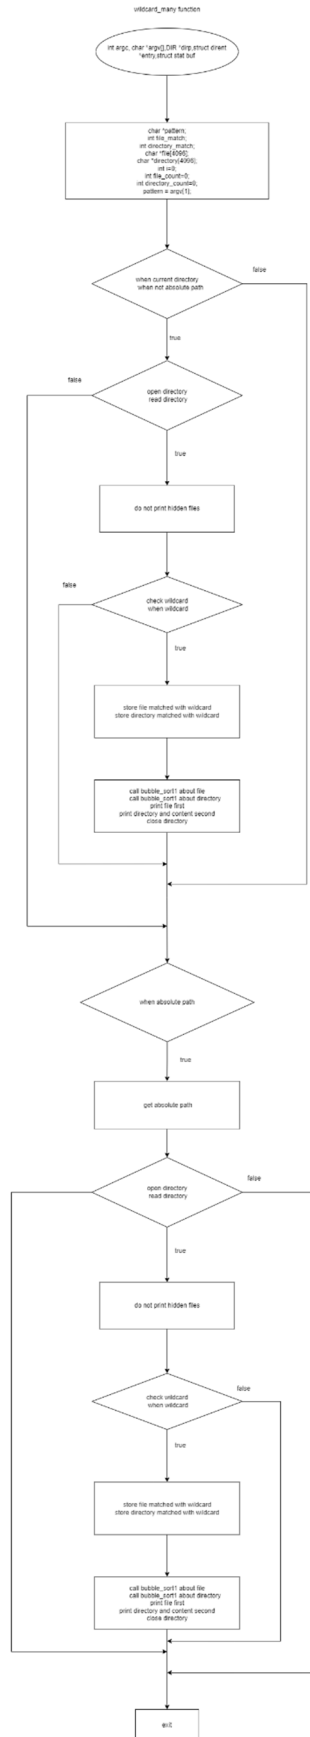 wildcard_many function
int argc, char *argv[],DIR *dirp,struct dirent
*entry,struct stat buf
char *pattern;
int file_match;
int directory_match;
char *file[4096];
char *directory[4096];
int i=0;
int file_count=0;
int directory_count=0;
pattern = argv[1];
when current directory
when not absolute path
false
true
open directory
read directory
false
true
do not print hidden files
check wildcard
when wildcard
false
true
store file matched with wildcard
store directory matched with wildcard
call bubble_sort1 about file
call bubble_sort1 about directory
print file first
print directory and content second
close directory
when absolute path
true
get absolute path
open directory
read directory
false
true
do not print hidden files
check wildcard
when wildcard
false
true
store file matched with wildcard
store directory matched with wildcard
call bubble_sort1 about file
call bubble_sort1 about directory
print file first
print directory and content second
close directory
exit